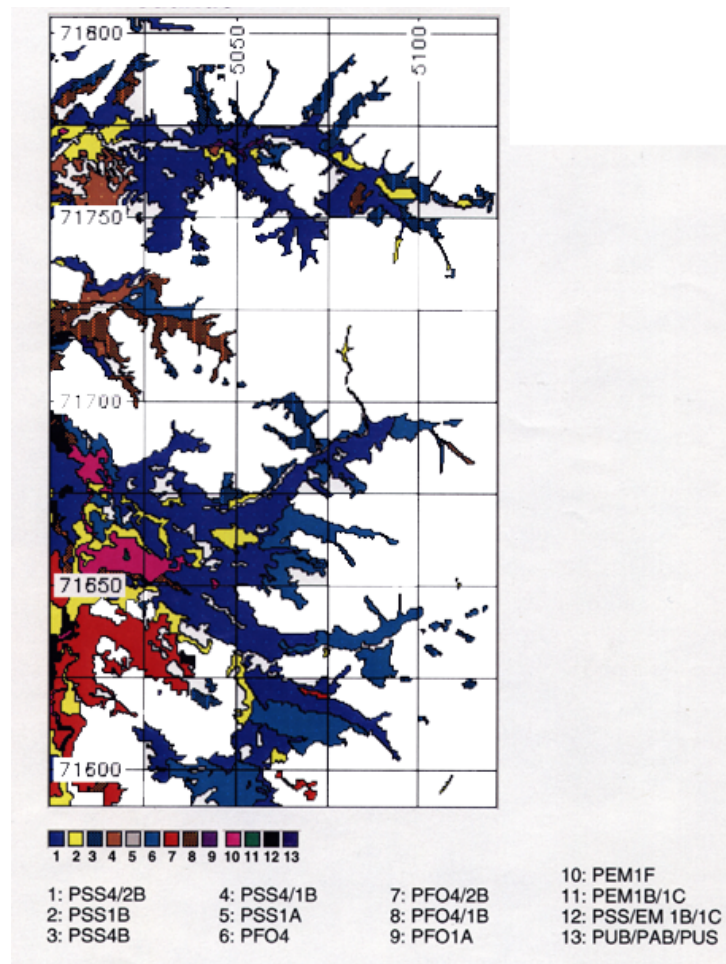 71800
5050
5100
71750
71700
71650
71600
1 2 3 4 5 6 7 8 9 10 11 12 13
1: PSS4/2B 4: PSS4/1B 7: PFO4/2B 10: PEM1F
2: PSS1B 5: PSS1A 8: PFO4/1B 11: PEM1B/1C
3: PSS4B 6: PFO4 9: PFO1A 12: PSS/EM 1B/1C
13: PUB/PAB/PUS